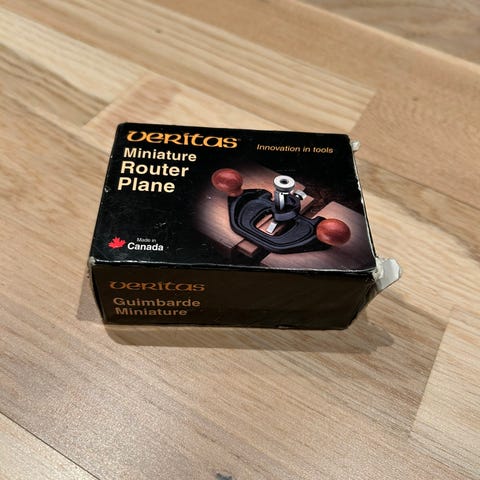 veritas
Innovation in tools
Miniature
Router
Plane
Made in
Canada
veritas
Guimbarde
Miniature